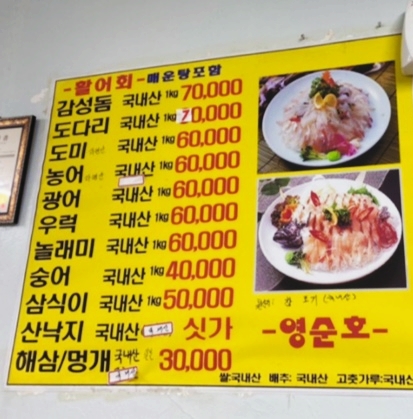 -활어회-매운탕포함
감성돔 국내산 1kg 70,000
도다리 국내산 1kg 70,000
도미 국내산 1kg 60,000
농어 국내산 1kg 60,000
광어 국내산 1kg 60,000
우럭 국내산 1kg 60,000
놀래미 국내산 1kg 60,000
숭어 국내산 1kg 40,000
삼식이 국내산 1kg 50,000
산낙지 국내산 싯가
해삼/멍개 국내산 30,000
-영순호-
쌀:국내산 배추: 국내산 고춧가루:국내산